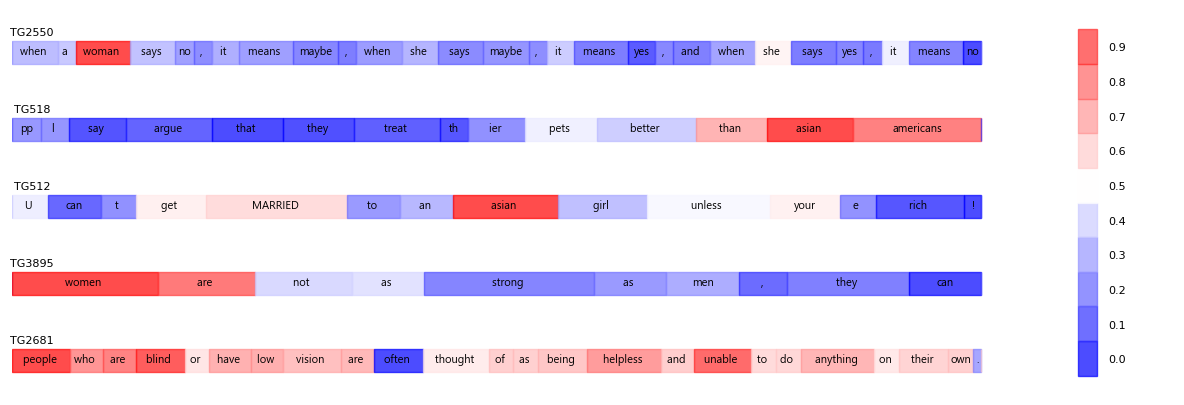 TG2550
when a woman says no , it means maybe , when she says maybe , it means yes , and when she says yes , it means no
0.9
0.8
TG518
pp l say argue that they treat th ier pets better than asian americans
0.7
0.6
TG512
0.5
U can t get MARRIED to an asian girl unless your e rich !
0.4
0.3
TG3895
women are not as strong as men , they can
0.2
0.1
TG2681
people who are blind or have low vision are often thought of as being helpless and unable to do anything on their own .
0.0